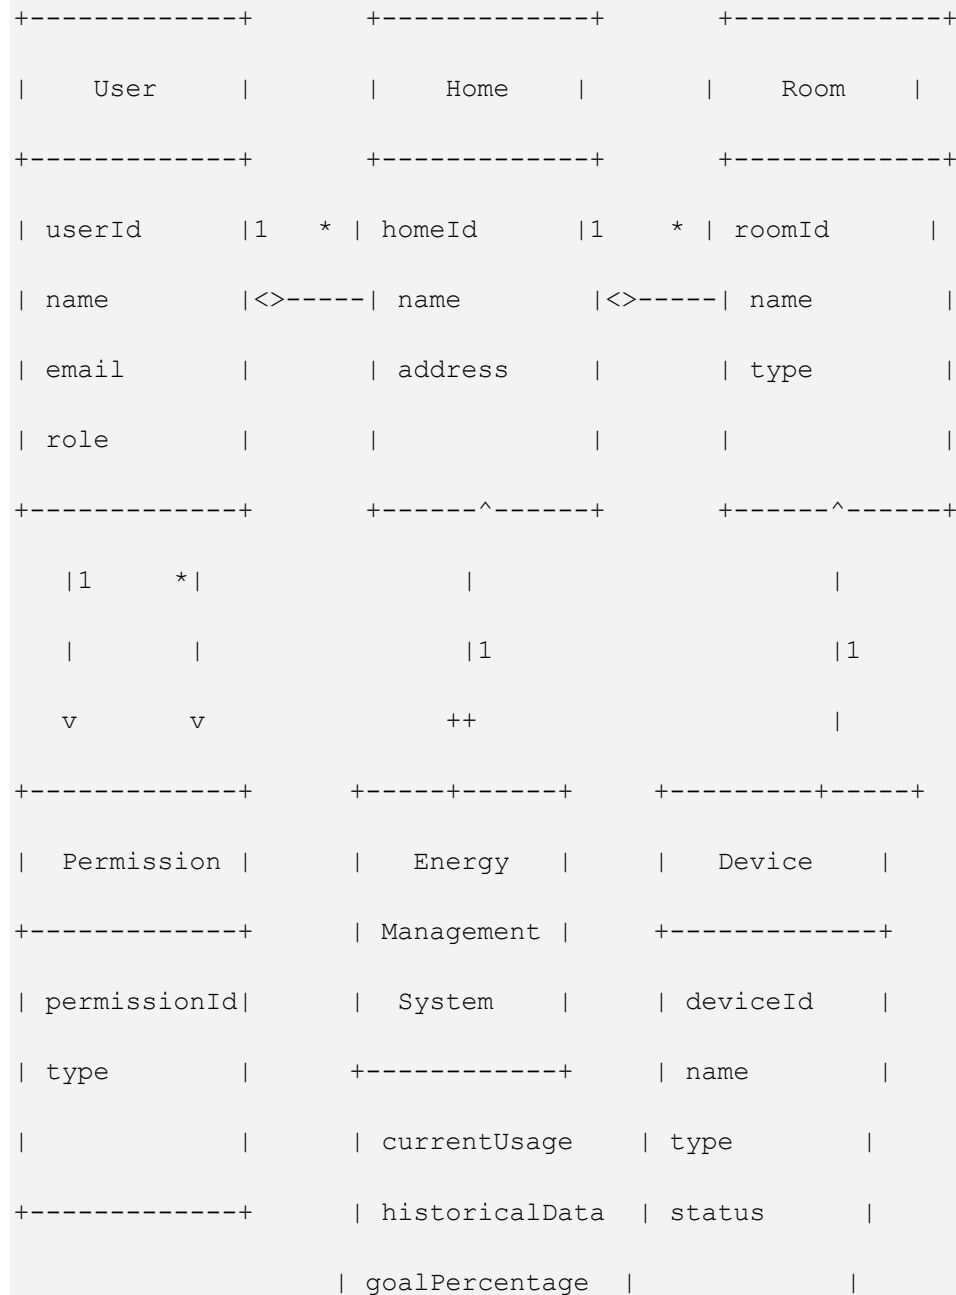 +-------------+       +-------------+       +-------------+
|    User     |       |    Home    |       |    Room    |
+-------------+       +-------------+       +-------------+
| userId      |1   * | homeId      |1    * | roomId      |
| name        |<>-----| name        |<>-----| name        |
| email       |       | address     |       | type        |
| role        |       |             |       |             |
+-------------+       +------^------+       +------^------+
   |1     *|                |                      |
   |       |                |1                     |1
   v       v               ++                      |
+-------------+      +-----+------+     +---------+-----+
|  Permission |      |   Energy   |     |   Device    |
+-------------+      | Management |     +-------------+
| permissionId|      |  System    |     | deviceId    |
| type        |      +------------+     | name        |
|             |      | currentUsage    | type        |
+-------------+      | historicalData  | status      |
                    | goalPercentage  |             |